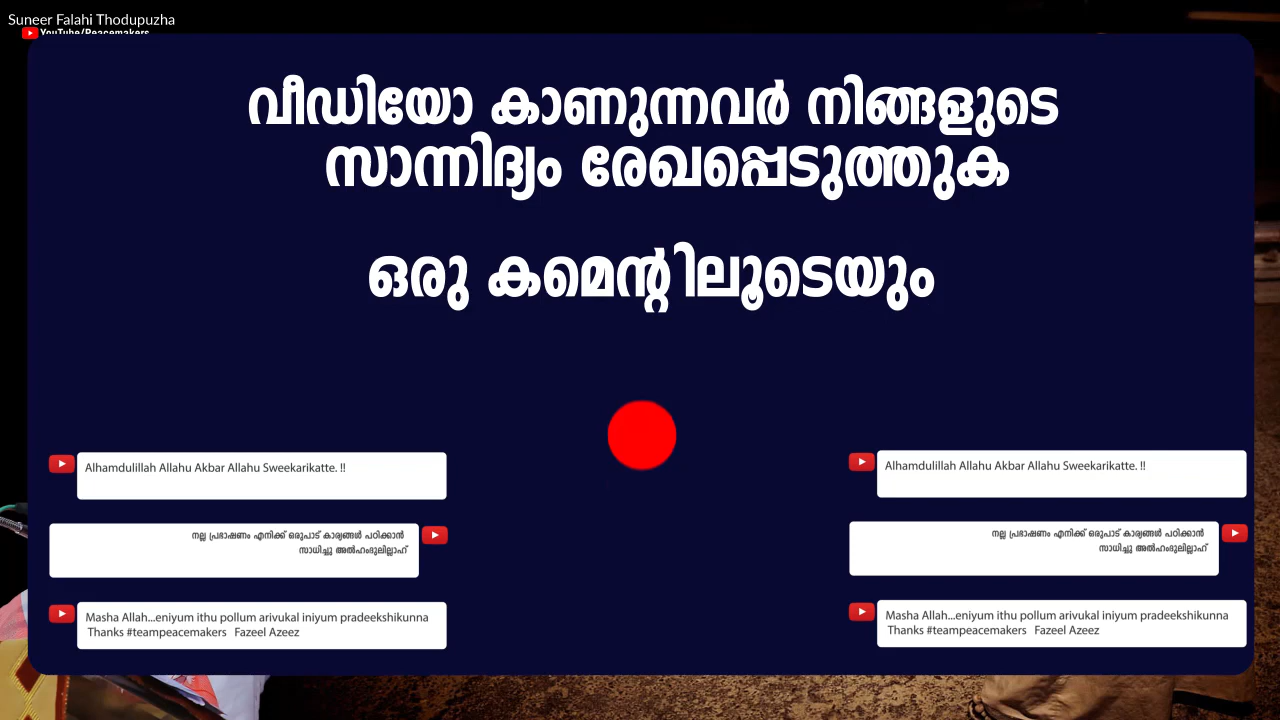 Suneer Falahi Thodupuzha
YouTube/Peacemakers
വീഡിയോ കാണുന്നവർ നിങ്ങളുടെ
സാന്നിദ്യം രേഖപ്പെടുത്തുക
ഒരു കമെന്റിലൂടെയും
Alhamdulillah Allahu Akbar Allahu Sweekarikatte. !!
നല്ല പ്രഭാഷണം എനിക്ക് ഒരുപാട് കാര്യങ്ങൾ പഠിക്കാൻ
സാധിച്ചു അൽഹംദുലില്ലാഹ്
Masha Allah...eniyum ithu pollum arivukal iniyum pradeekshikunna
Thanks #teampeacemakers Fazeel Azeez
Alhamdulillah Allahu Akbar Allahu Sweekarikatte. !!
നല്ല പ്രഭാഷണം എനിക്ക് ഒരുപാട് കാര്യങ്ങൾ പഠിക്കാൻ
സാധിച്ചു അൽഹംദുലില്ലാഹ്
Masha Allah...eniyum ithu pollum arivukal iniyum pradeekshikunna
Thanks #teampeacemakers Fazeel Azeez